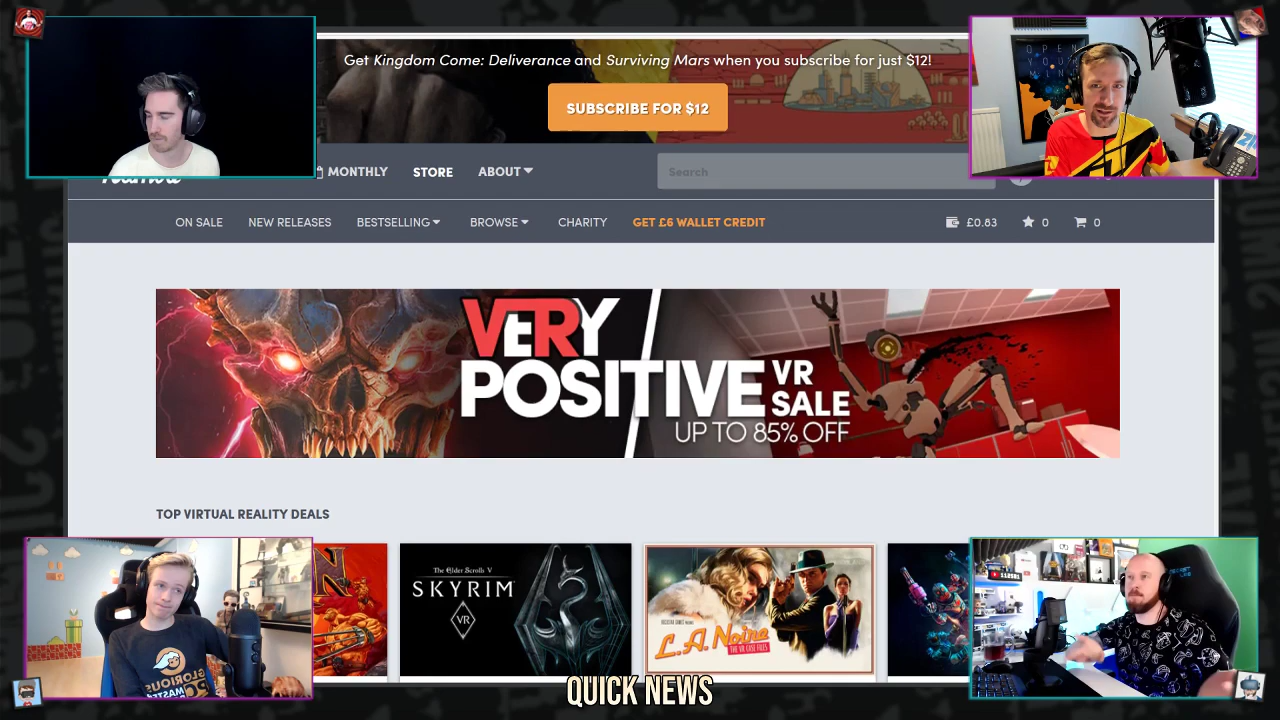 Get Kingdom Come: Deliverance and Surviving Mars when you subscribe for just $12!
SUBSCRIBE FOR $12
OPEN
MONTHLY
STORE
ABOUT
Search
ON SALE
NEW RELEASES
BESTSELLING
BROWSE
CHARITY
GET £6 WALLET CREDIT
£0.83
0
0
VERY
POSITIVE
VR
SALE
UP TO 85% OFF
TOP VIRTUAL REALITY DEALS
The Elder Scrolls V
SKYRIM
VR
L.A. Noire
THE VR CASE FILES
GLORIOUS
PC
QUICK NEWS